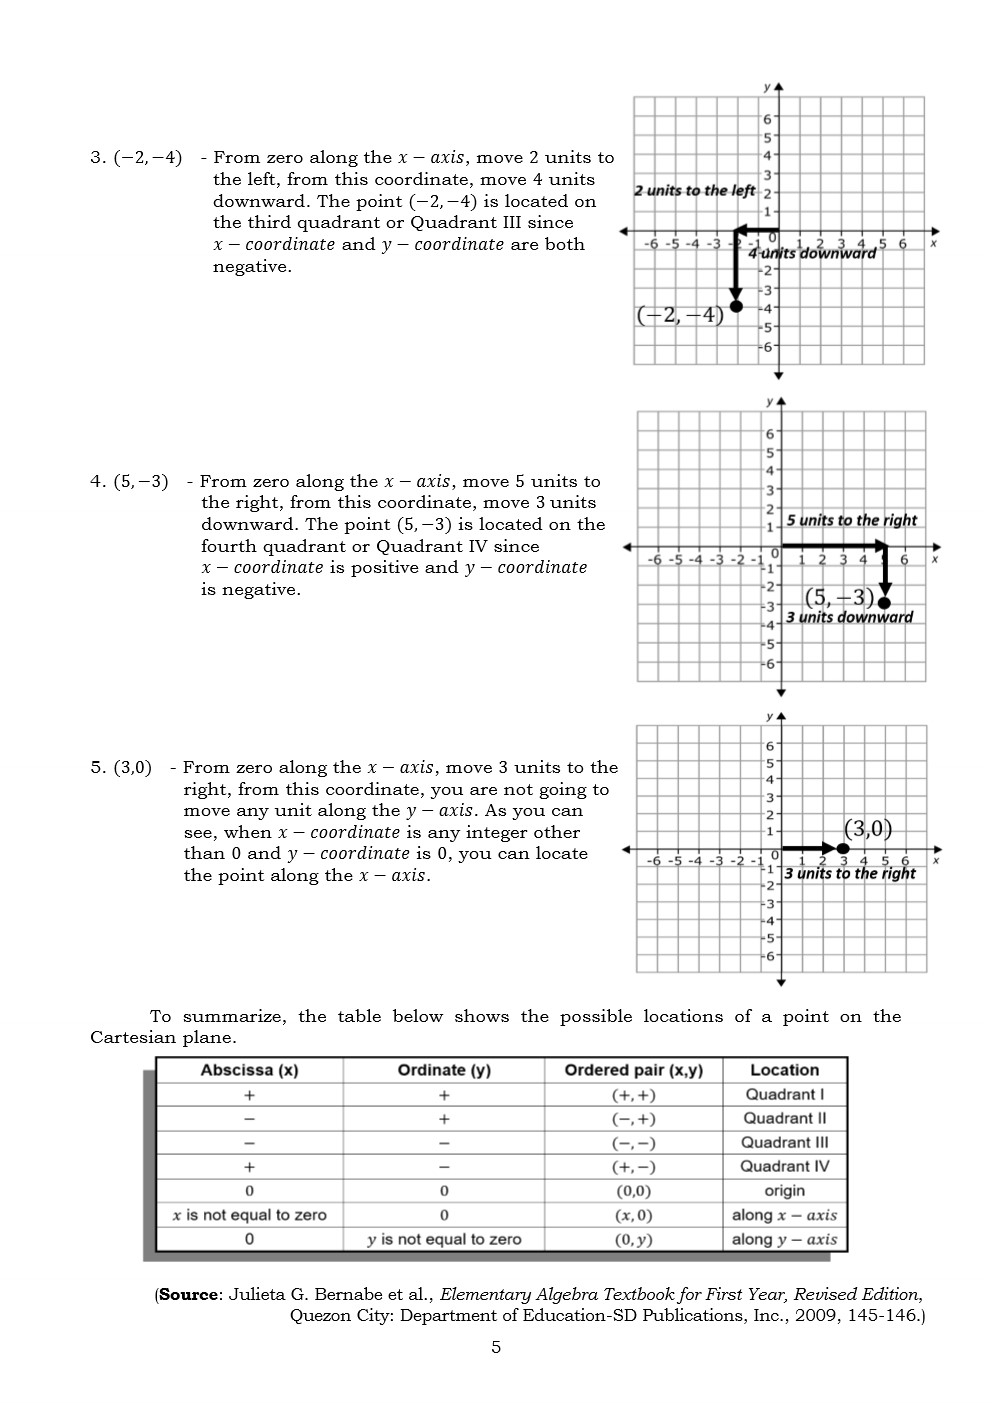 3. (−2,−4) - From zero along the x − axis, move 2 units to
the left, from this coordinate, move 4 units
downward. The point (−2,−4) is located on
the third quadrant or Quadrant III since
x − coordinate and y − coordinate are both
negative.
y
6
5
4
3
2 units to the left 2
1
0
-6 -5 -4 -3 -2 -1 1 2 3 4 5 6 x
4 units downward
-2
-3
(−2,−4) -4
-5
-6
4. (5,−3) - From zero along the x − axis, move 5 units to
the right, from this coordinate, move 3 units
downward. The point (5,−3) is located on the
fourth quadrant or Quadrant IV since
x − coordinate is positive and y − coordinate
is negative.
y
6
5
4
3
2
1 5 units to the right
0
-6 -5 -4 -3 -2 -1 1 2 3 4 6 x
-1
-2
-3 (5,−3)
-4 3 units downward
-5
-6
5. (3,0) - From zero along the x − axis, move 3 units to the
right, from this coordinate, you are not going to
move any unit along the y − axis. As you can
see, when x − coordinate is any integer other
than 0 and y − coordinate is 0, you can locate
the point along the x − axis.
y
6
5
4
3
2
1 (3,0)
0
-6 -5 -4 -3 -2 -1 1 2 3 4 5 6 x
-1 3 units to the right
-2
-3
-4
-5
-6
To summarize, the table below shows the possible locations of a point on the
Cartesian plane.
Abscissa (x) Ordinate (y) Ordered pair (x,y) Location
+ + (+,+) Quadrant I
− + (−,+) Quadrant II
− − (−,−) Quadrant III
+ − (+,−) Quadrant IV
0 0 (0,0) origin
x is not equal to zero 0 (x,0) along x − axis
0 y is not equal to zero (0,y) along y − axis
(Source: Julieta G. Bernabe et al., Elementary Algebra Textbook for First Year, Revised Edition,
Quezon City: Department of Education-SD Publications, Inc., 2009, 145-146.)
5